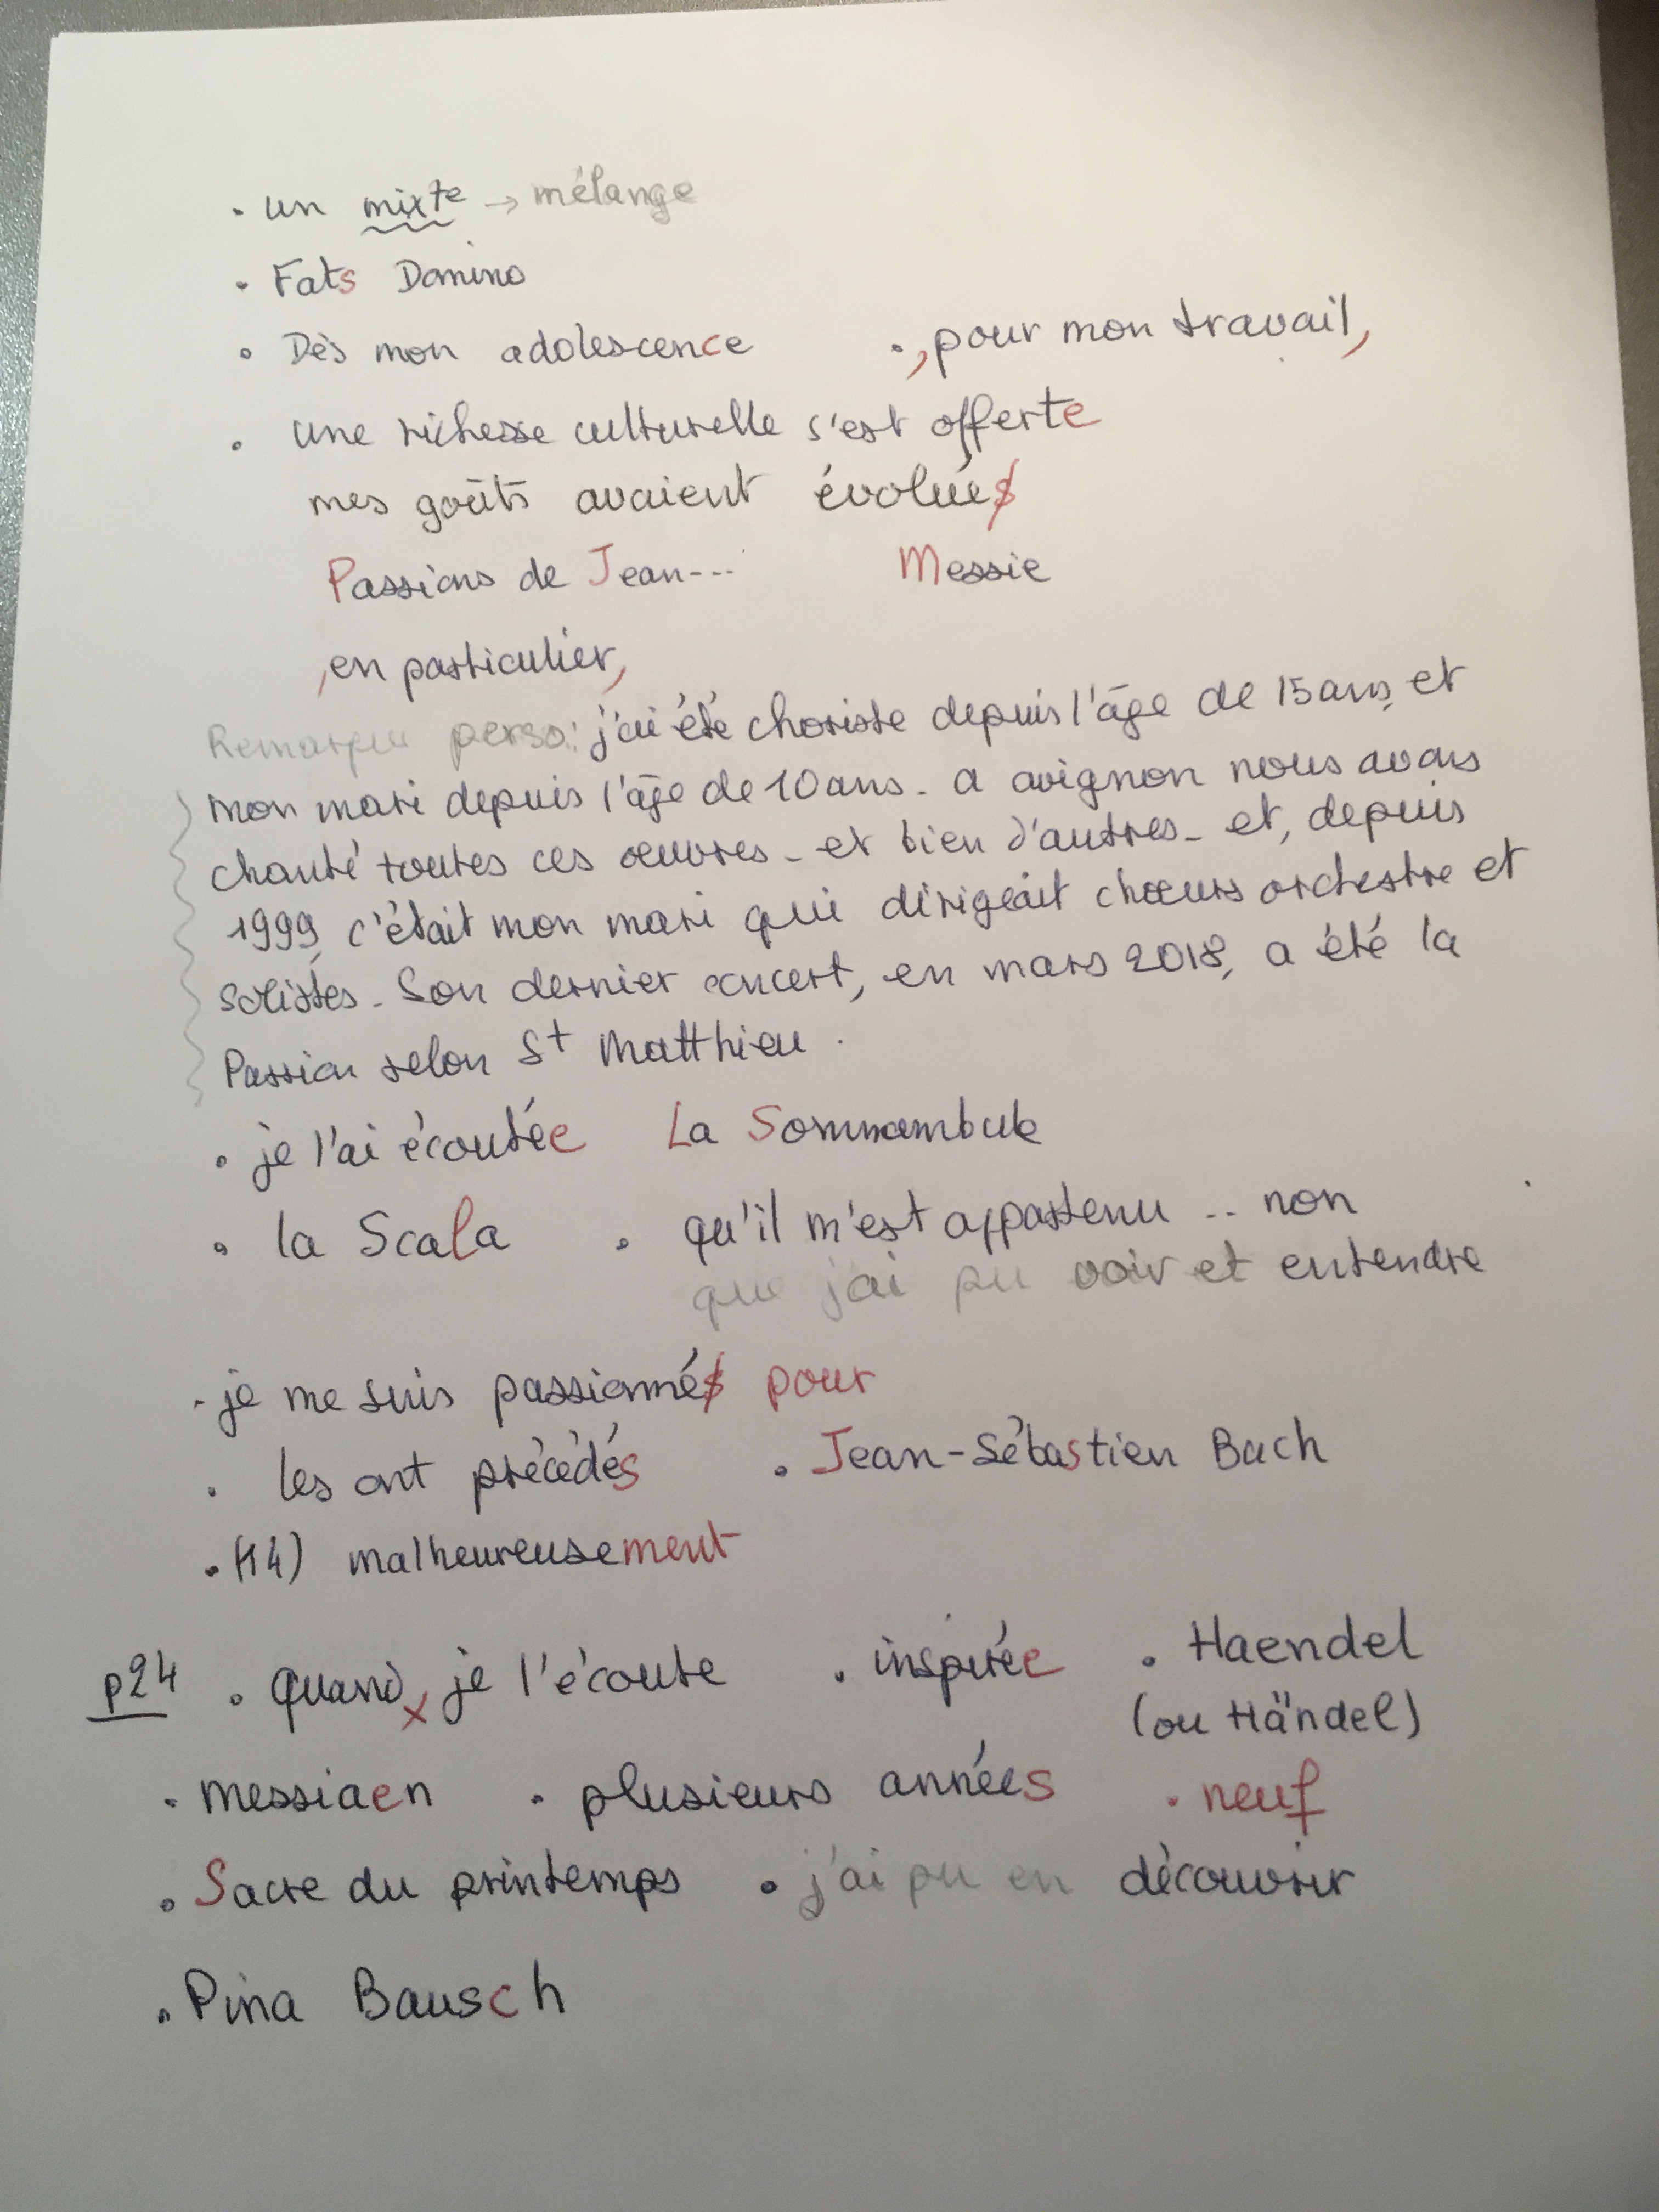 . un mixte → mélange
. Fats Domino
. Dès mon adolescence . , pour mon travail,
. une richesse culturelle s'est offerte
mes goûts avaient évolués
Passions de Jean--- Messie
, en particulier,
Remarque perso: j'ai été choriste depuis l'âge de 15 ans, et
mon mari depuis l'âge de 10 ans. a avignon nous avons
chanté toutes ces œuvres - et bien d'autres - et, depuis
1999, c'était mon mari qui dirigeait chœurs orchestre et
solistes. Son dernier concert, en mars 2018, a été la
Passion selon St Matthieu.
. je l'ai écoutée La Somnambule
. la Scala . qu'il m'est appartenu .. non
que j'ai pu voir et entendre
. je me suis passionnés pour
. les ont précédés . Jean-Sébastien Bach
. (14) malheureusement
p24 . quand x je l'écoute . inspirée . Haendel
(ou Händel)
. Messiaen . plusieurs années . neuf
. Sacre du printemps . j'ai pu en découvrir
. Pina Bausch